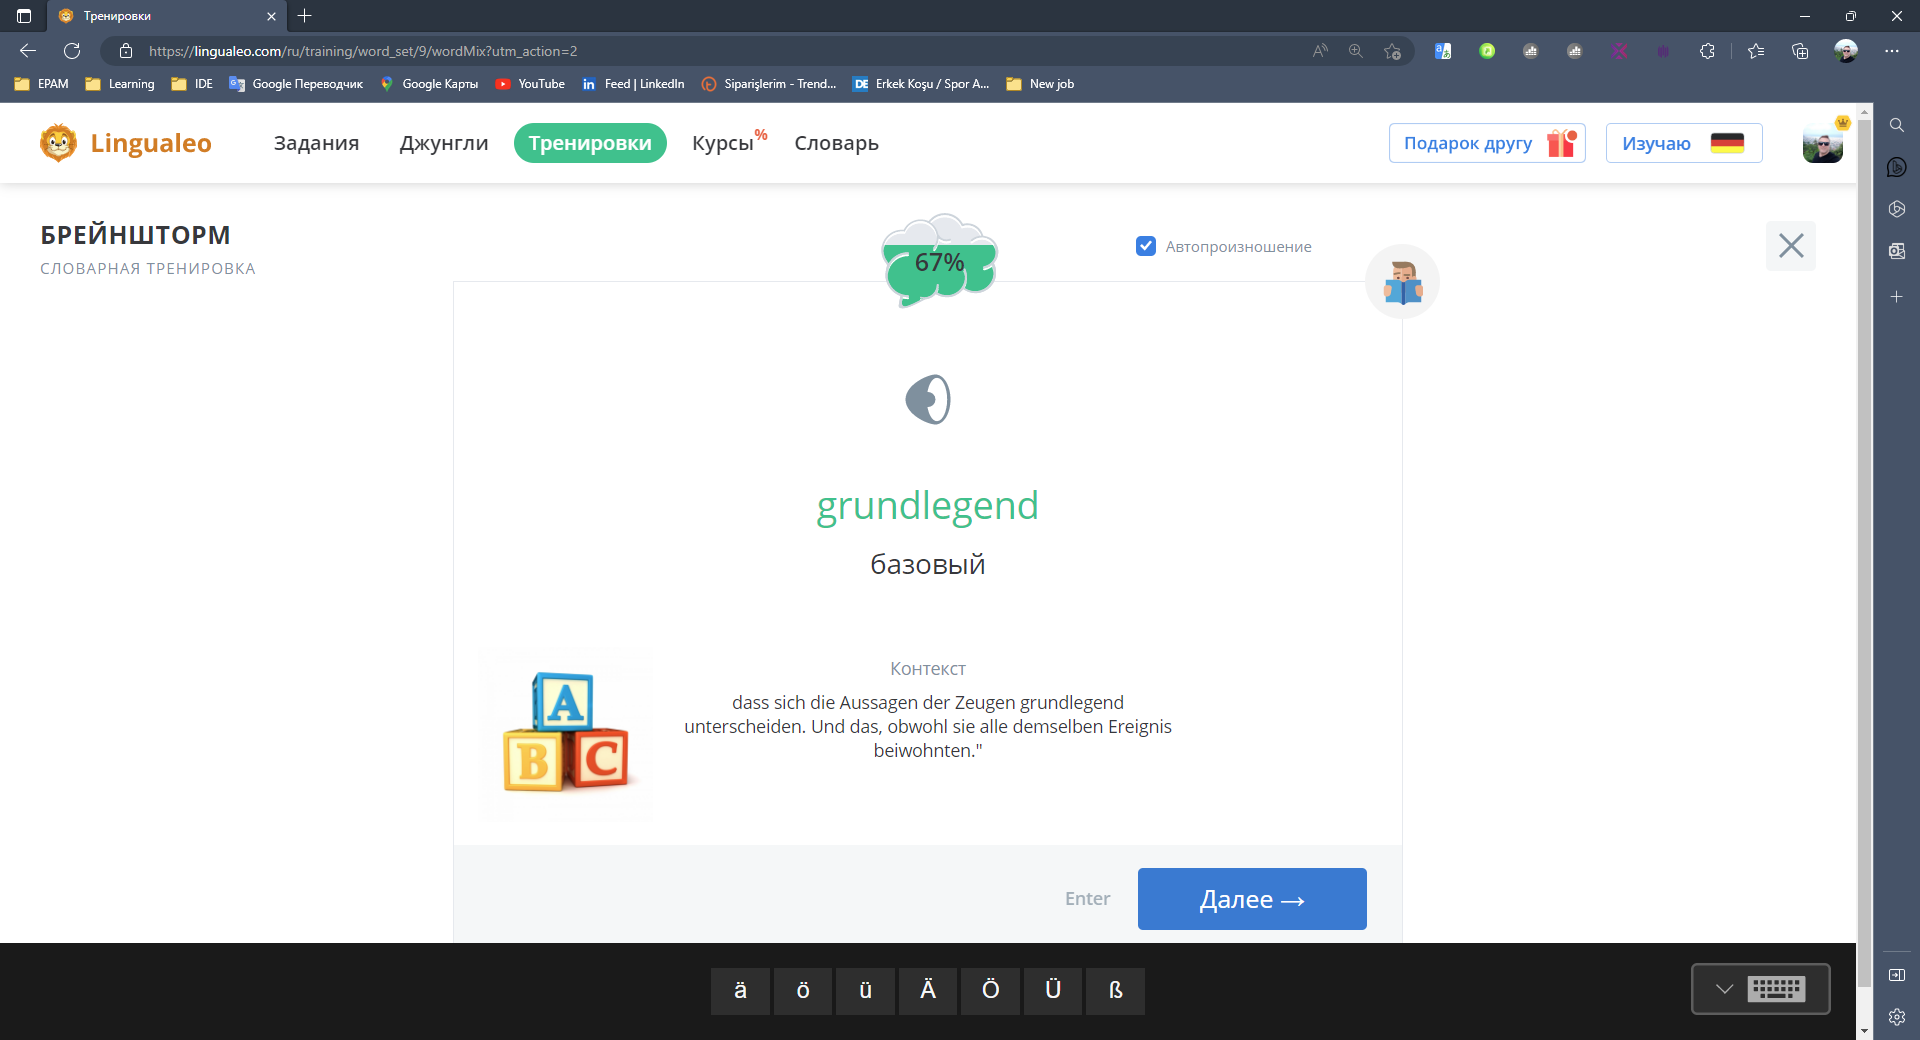 Тренировки
https://lingualeo.com/ru/training/word_set/9/wordMix?utm_action=2
EPAM Learning IDE Google Переводчик Google Карты YouTube Feed | LinkedIn Siparişlerim - Trend... DE Erkek Koşu / Spor A... New job
Lingualeo Задания Джунгли Тренировки Курсы% Словарь Подарок другу Изучаю
БРЕЙНШТОРМ
СЛОВАРНАЯ ТРЕНИРОВКА
67%
Автопроизношение
grundlegend
базовый
Контекст
dass sich die Aussagen der Zeugen grundlegend
unterscheiden. Und das, obwohl sie alle demselben Ereignis
beiwohnten."
A
B C
Enter Далее →
ä ö ü Ä Ö Ü ß